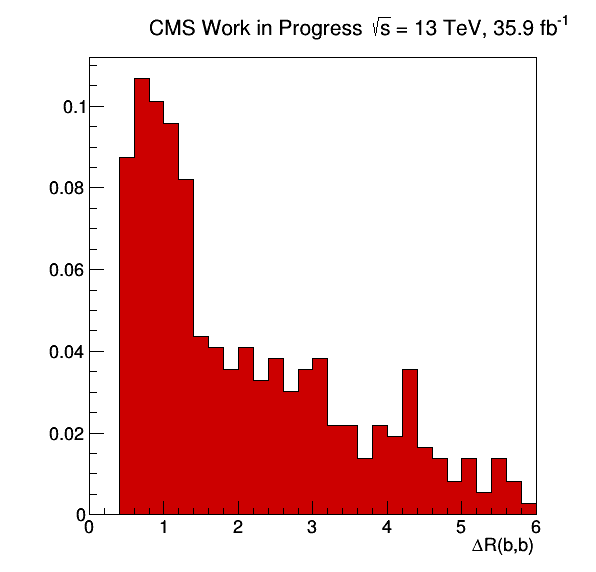 CMS Work in Progress √s = 13 TeV, 35.9 fb⁻¹
0.1
0.08
0.06
0.04
0.02
0
0 1 2 3 4 5 6
ΔR(b,b)